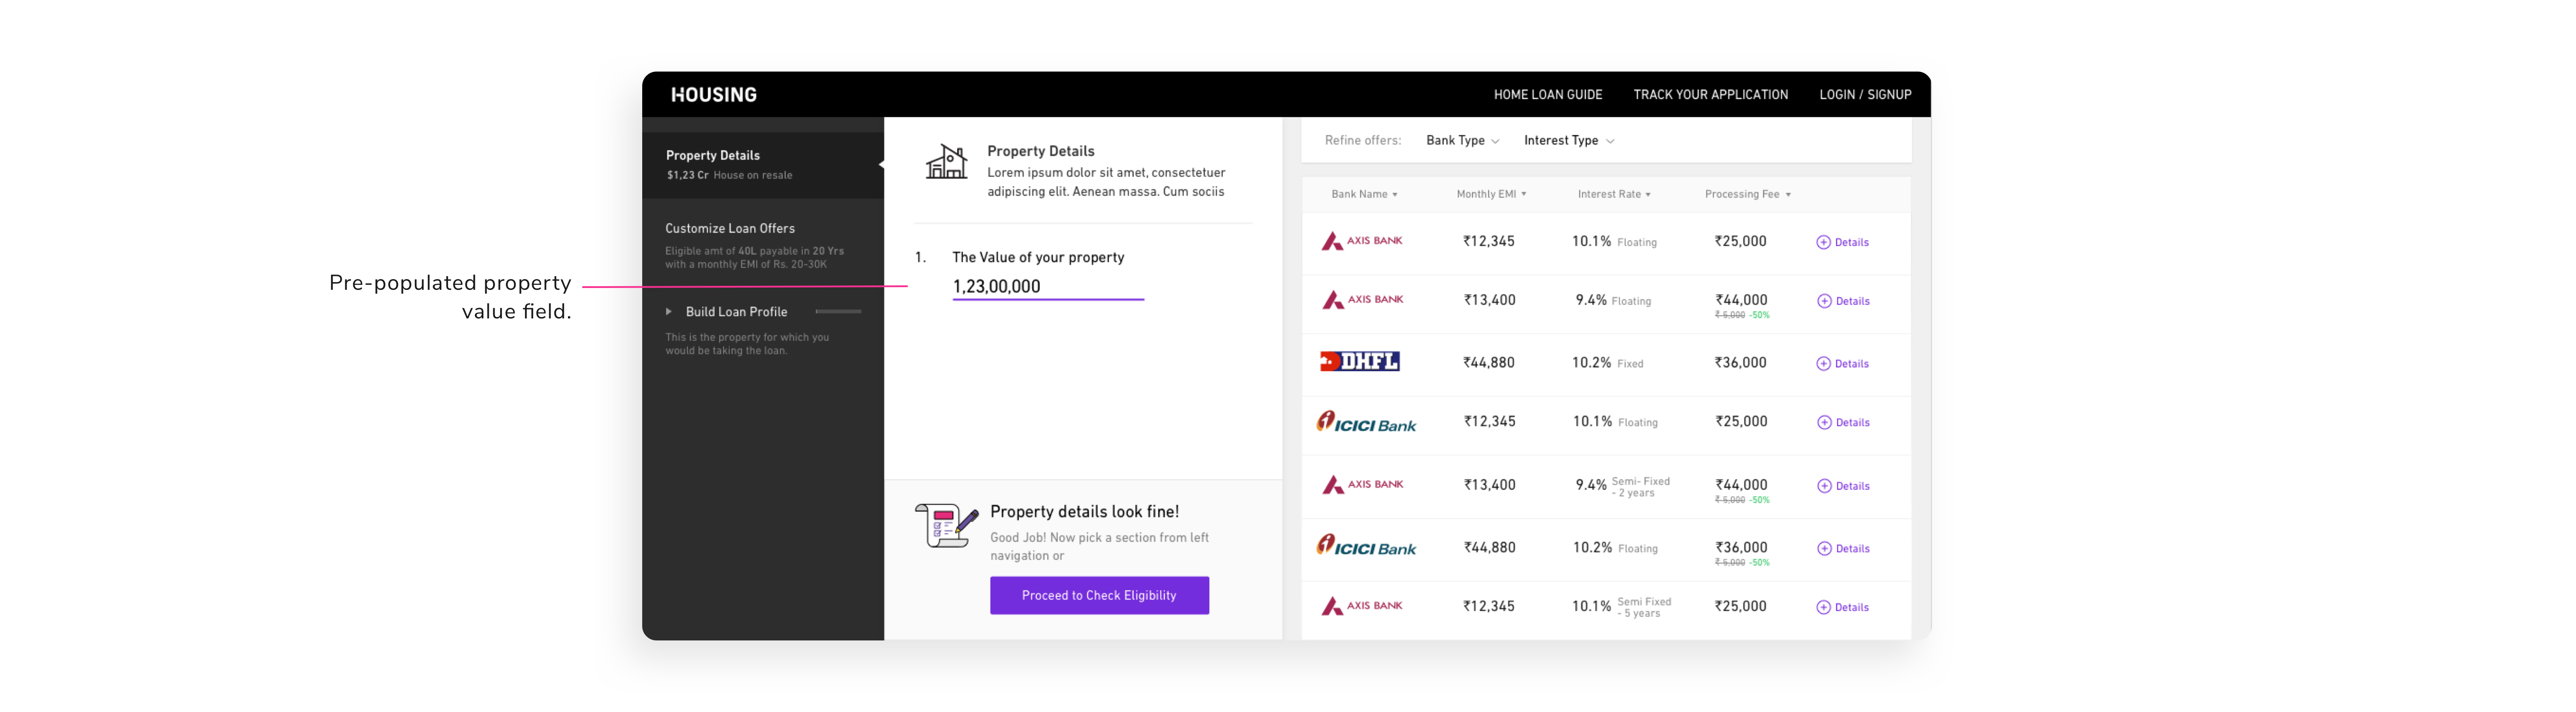 HOUSING
HOME LOAN GUIDE
TRACK YOUR APPLICATION
LOGIN / SIGNUP
Pre-populated property
value field.
Property Details
$1,23 Cr House on resale
Customize Loan Offers
Eligible amt of 40L payable in 20 Yrs
with a monthly EMI of Rs. 20-30K
Build Loan Profile
This is the property for which you
would be taking the loan.
Property Details
Lorem ipsum dolor sit amet, consectetuer
adipiscing elit. Aenean massa. Cum sociis
1. The Value of your property
1,23,00,000
Property details look fine!
Good Job! Now pick a section from left
navigation or
Proceed to Check Eligibility
Refine offers: Bank Type Interest Type
Bank Name Monthly EMI Interest Rate Processing Fee
AXIS BANK ₹12,345 10.1% Floating ₹25,000 Details
AXIS BANK ₹13,400 9.4% Floating ₹44,000 Details
₹ 5,000 -50%
DHFL ₹44,880 10.2% Fixed ₹36,000 Details
ICICI Bank ₹12,345 10.1% Floating ₹25,000 Details
AXIS BANK ₹13,400 9.4% Semi- Fixed ₹44,000 Details
- 2 years ₹ 5,000 -50%
ICICI Bank ₹44,880 10.2% Floating ₹36,000 Details
₹ 5,000 -50%
AXIS BANK ₹12,345 10.1% Semi Fixed ₹25,000 Details
- 5 years